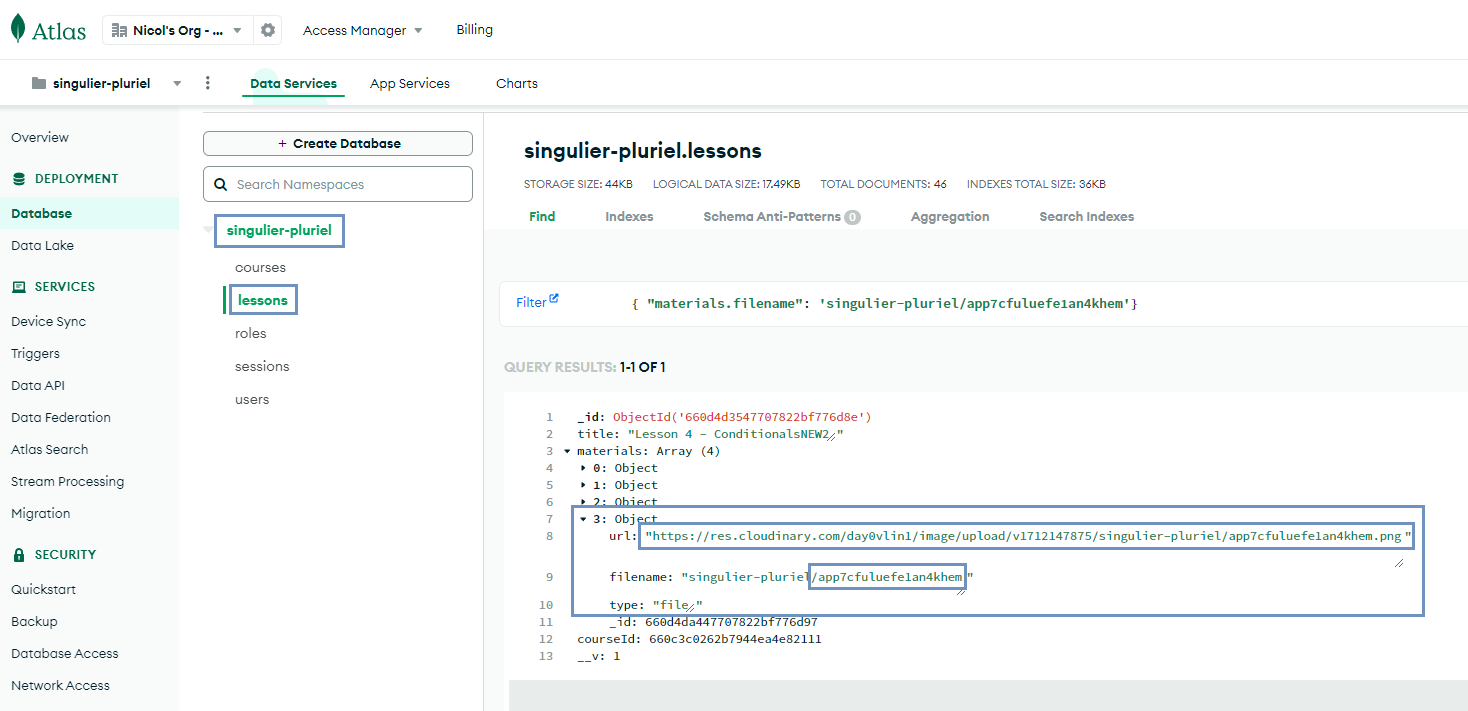 Atlas
Nicol's Org - ...
Access Manager
Billing
singulier-pluriel
Data Services
App Services
Charts
Overview
DEPLOYMENT
Database
Data Lake
SERVICES
Device Sync
Triggers
Data API
Data Federation
Atlas Search
Stream Processing
Migration
SECURITY
Quickstart
Backup
Database Access
Network Access
+ Create Database
Search Namespaces
singulier-pluriel
courses
lessons
roles
sessions
users
singulier-pluriel.lessons
STORAGE SIZE: 44KB LOGICAL DATA SIZE: 17.49KB TOTAL DOCUMENTS: 46 INDEXES TOTAL SIZE: 36KB
Find Indexes Schema Anti-Patterns 0 Aggregation Search Indexes
Filter { "materials.filename": 'singulier-pluriel/app7cfuluefe1an4khem'}
QUERY RESULTS: 1-1 OF 1
1 _id: ObjectId('660d4d3547707822bf776d8e')
2 title: "Lesson 4 - ConditionalsNEW2"
3 materials: Array (4)
4 0: Object
5 1: Object
6 2: Object
7 3: Object
8 url: "https://res.cloudinary.com/day0vlin1/image/upload/v1712147875/singulier-pluriel/app7cfuluefe1an4khem.png"
9 filename: "singulier-pluriel/app7cfuluefe1an4khem"
10 type: "file"
11 _id: 660d4da447707822bf776d97
12 courseId: 660c3c0262b7944ea4e82111
13 __v: 1